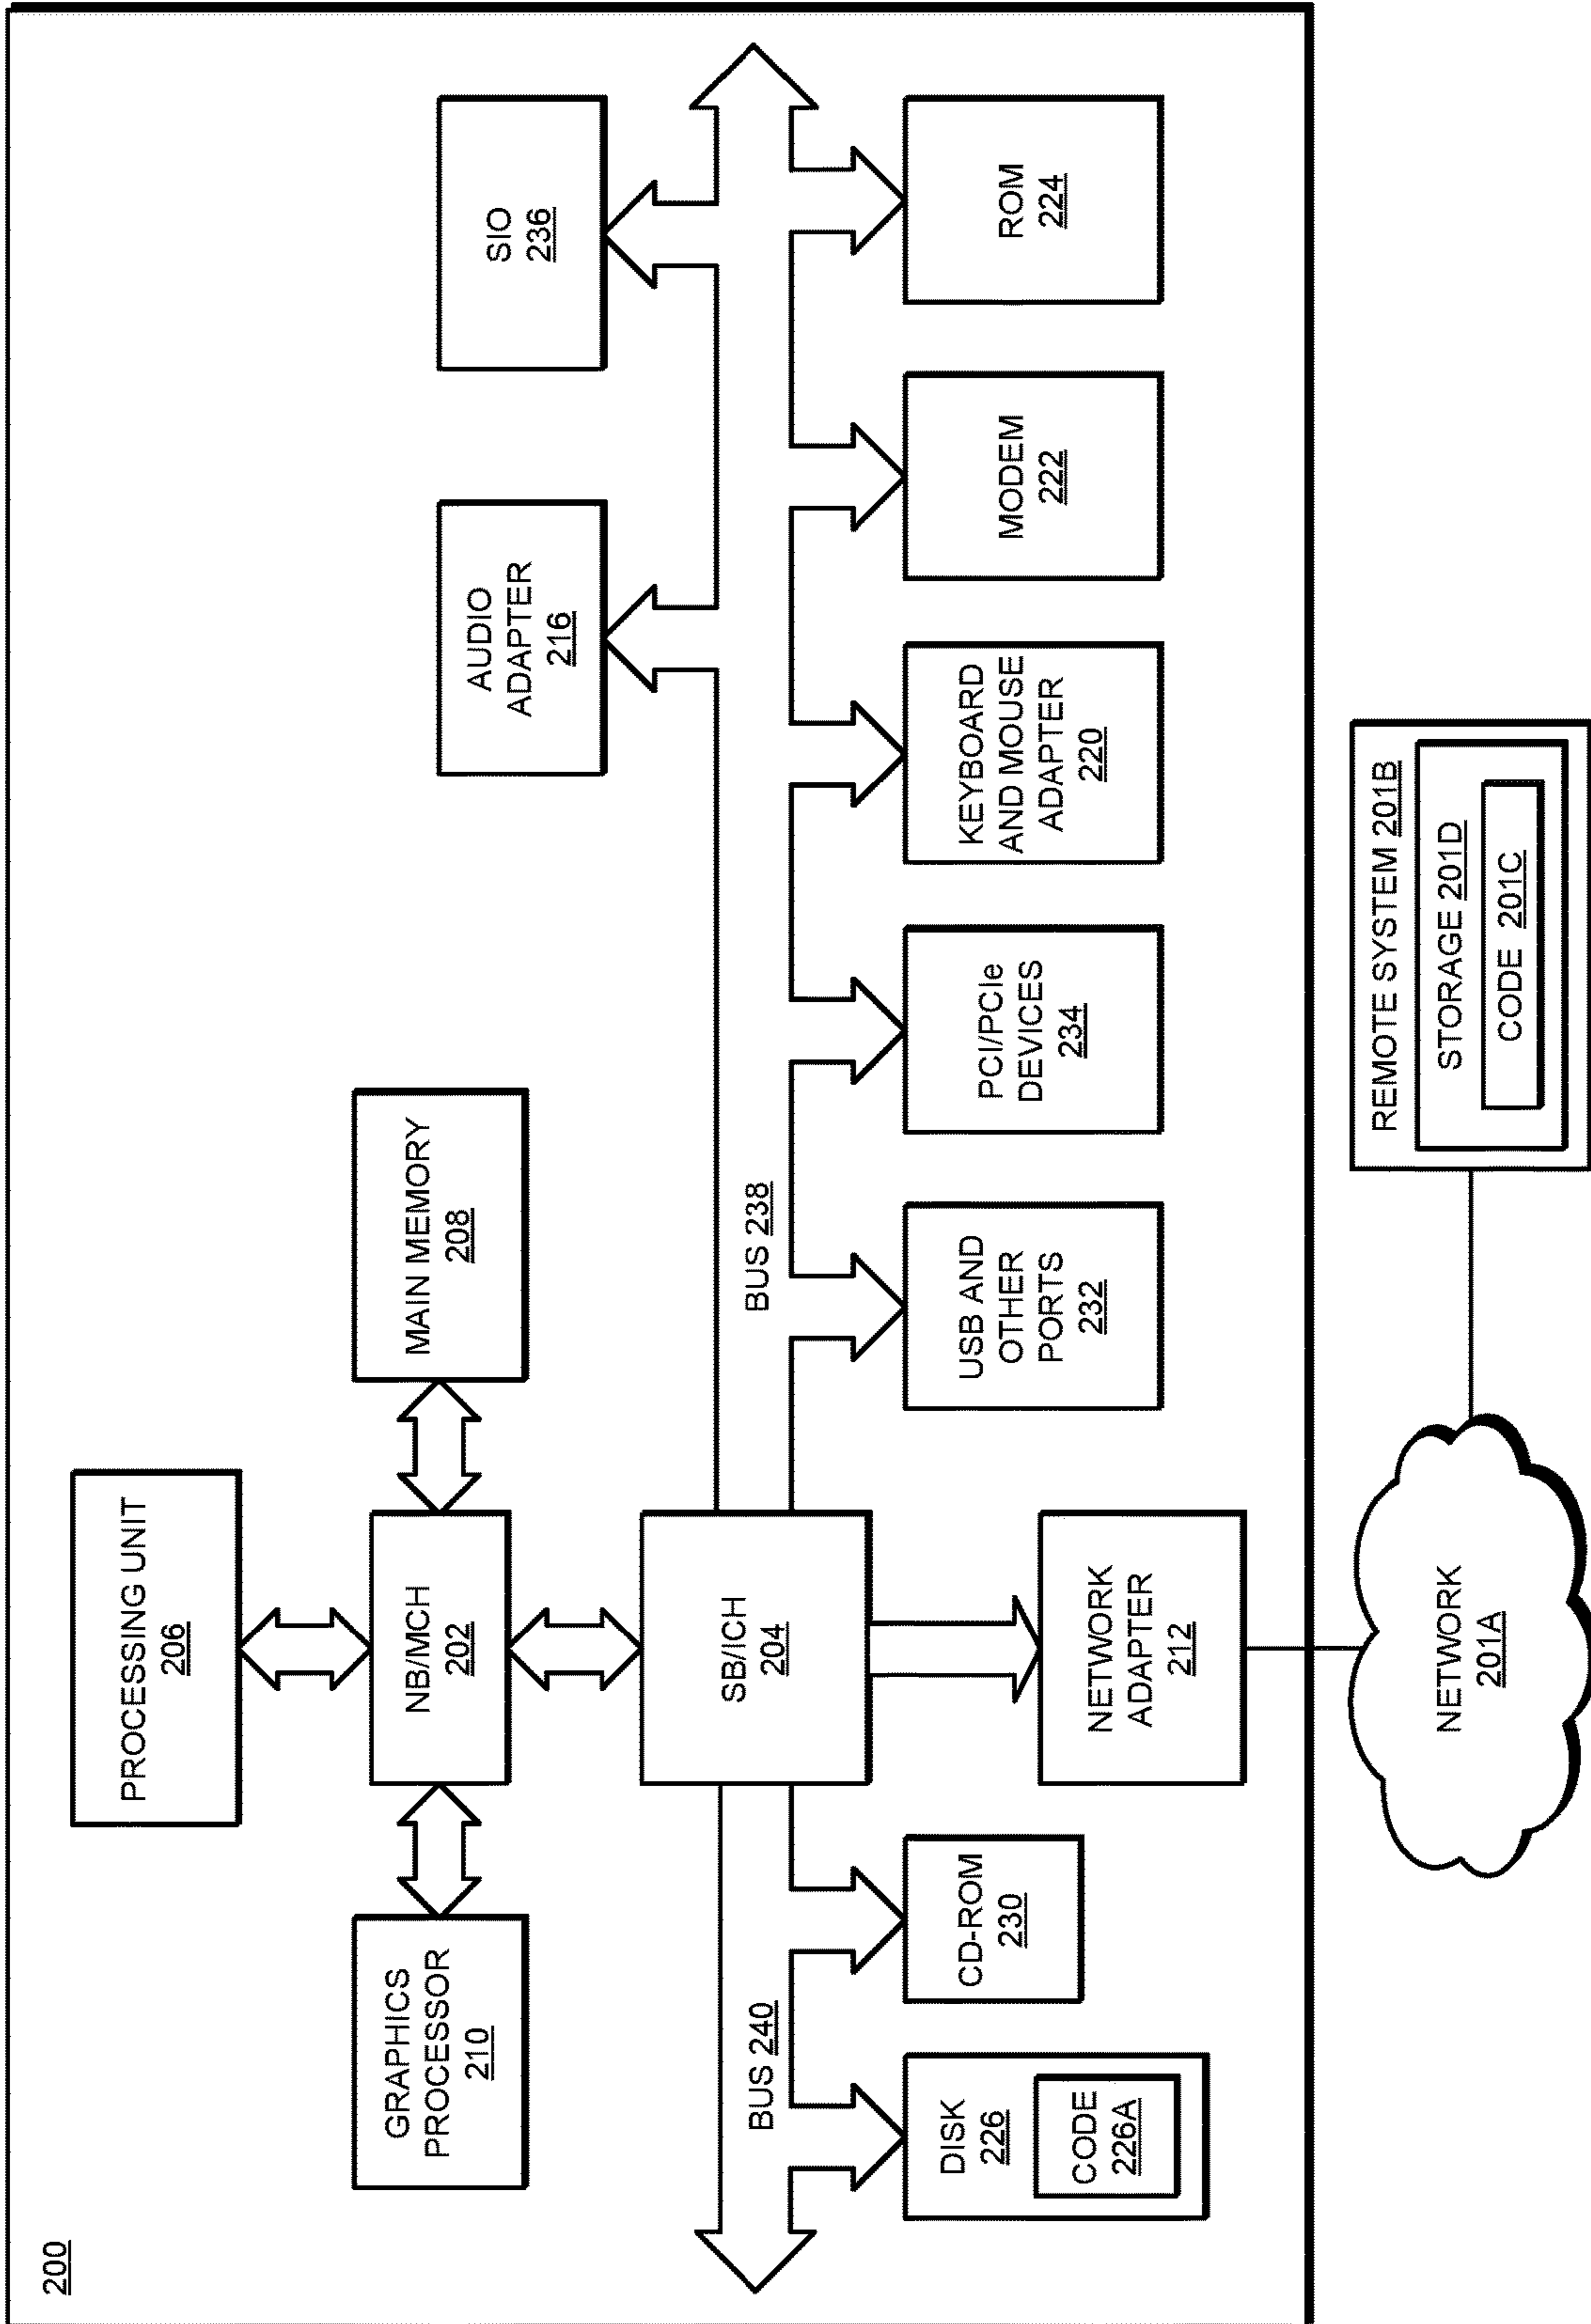 200
PROCESSING UNIT
206
GRAPHICS
PROCESSOR
210
NB/MCH
202
MAIN MEMORY
208
AUDIO
ADAPTER
216
SIO
236
SB/ICH
204
BUS 240
BUS 238
DISK
226
CODE
226A
CD-ROM
230
NETWORK
ADAPTER
212
USB AND
OTHER
PORTS
232
PCI/PCIe
DEVICES
234
KEYBOARD
AND MOUSE
ADAPTER
220
MODEM
222
ROM
224
NETWORK
201A
REMOTE SYSTEM 201B
STORAGE 201D
CODE 201C